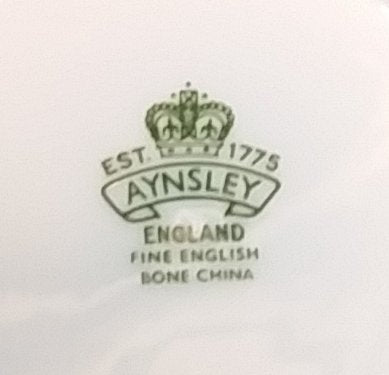 EST. 1775
AYNSLEY
ENGLAND
FINE ENGLISH
BONE CHINA